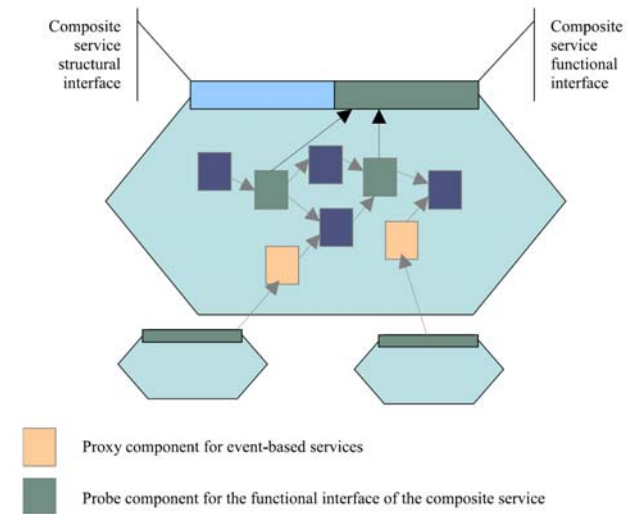 Composite
service
structural
interface
Composite
service
functional
interface
Proxy component for event-based services
Probe component for the functional interface of the composite service